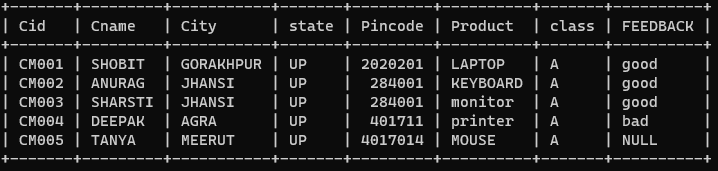 +-------+---------+-----------+-------+---------+----------+-------+----------+
| Cid   | Cname   | City      | state | Pincode | Product  | class | FEEDBACK |
+-------+---------+-----------+-------+---------+----------+-------+----------+
| CM001 | SHOBIT  | GORAKHPUR | UP    | 2020201 | LAPTOP   | A     | good     |
| CM002 | ANURAG  | JHANSI    | UP    |  284001 | KEYBOARD | A     | good     |
| CM003 | SHARSTI | JHANSI    | UP    |  284001 | monitor  | A     | good     |
| CM004 | DEEPAK  | AGRA      | UP    |  401711 | printer  | A     | bad      |
| CM005 | TANYA   | MEERUT    | UP    | 4017014 | MOUSE    | A     | NULL     |
+-------+---------+-----------+-------+---------+----------+-------+----------+